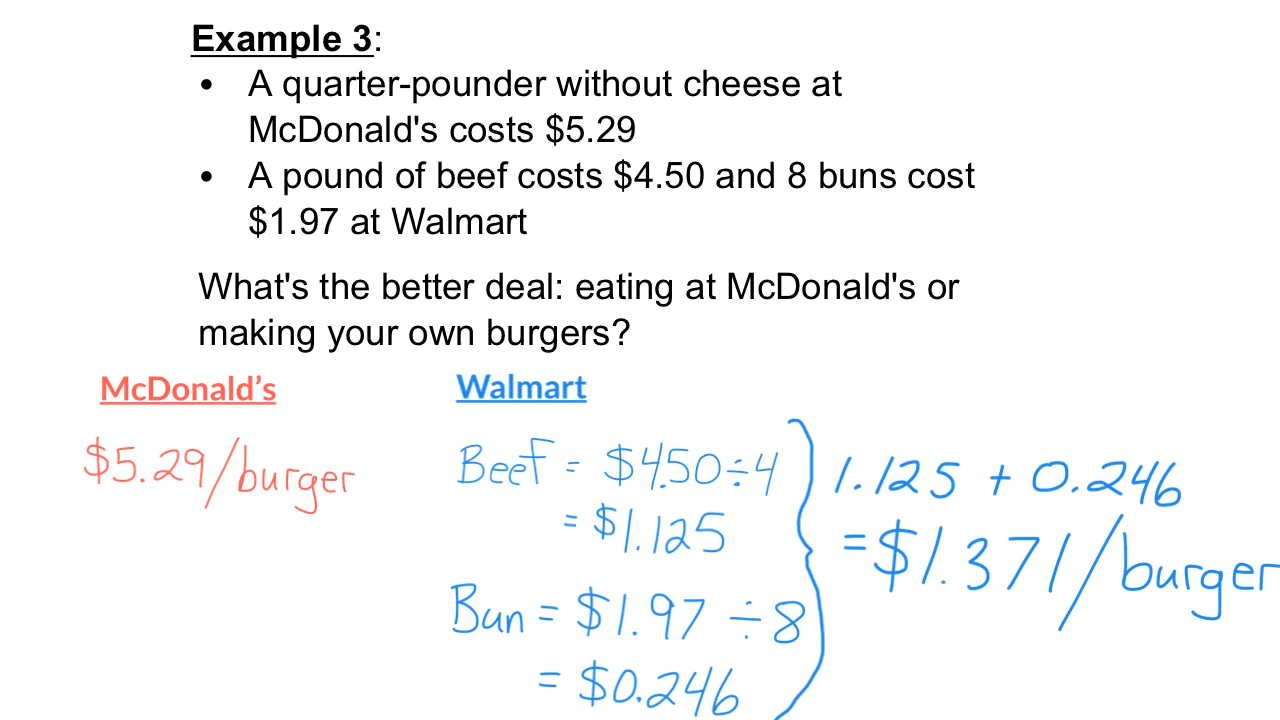 Example 3:
• A quarter-pounder without cheese at
McDonald's costs $5.29
• A pound of beef costs $4.50 and 8 buns cost
$1.97 at Walmart
What's the better deal: eating at McDonald's or
making your own burgers?
McDonald's
$5.29/burger
Walmart
Beef = $4.50÷4
= $1.125
Bun = $1.97 ÷ 8
= $0.246
1.125 + 0.246
= $1.371/burger